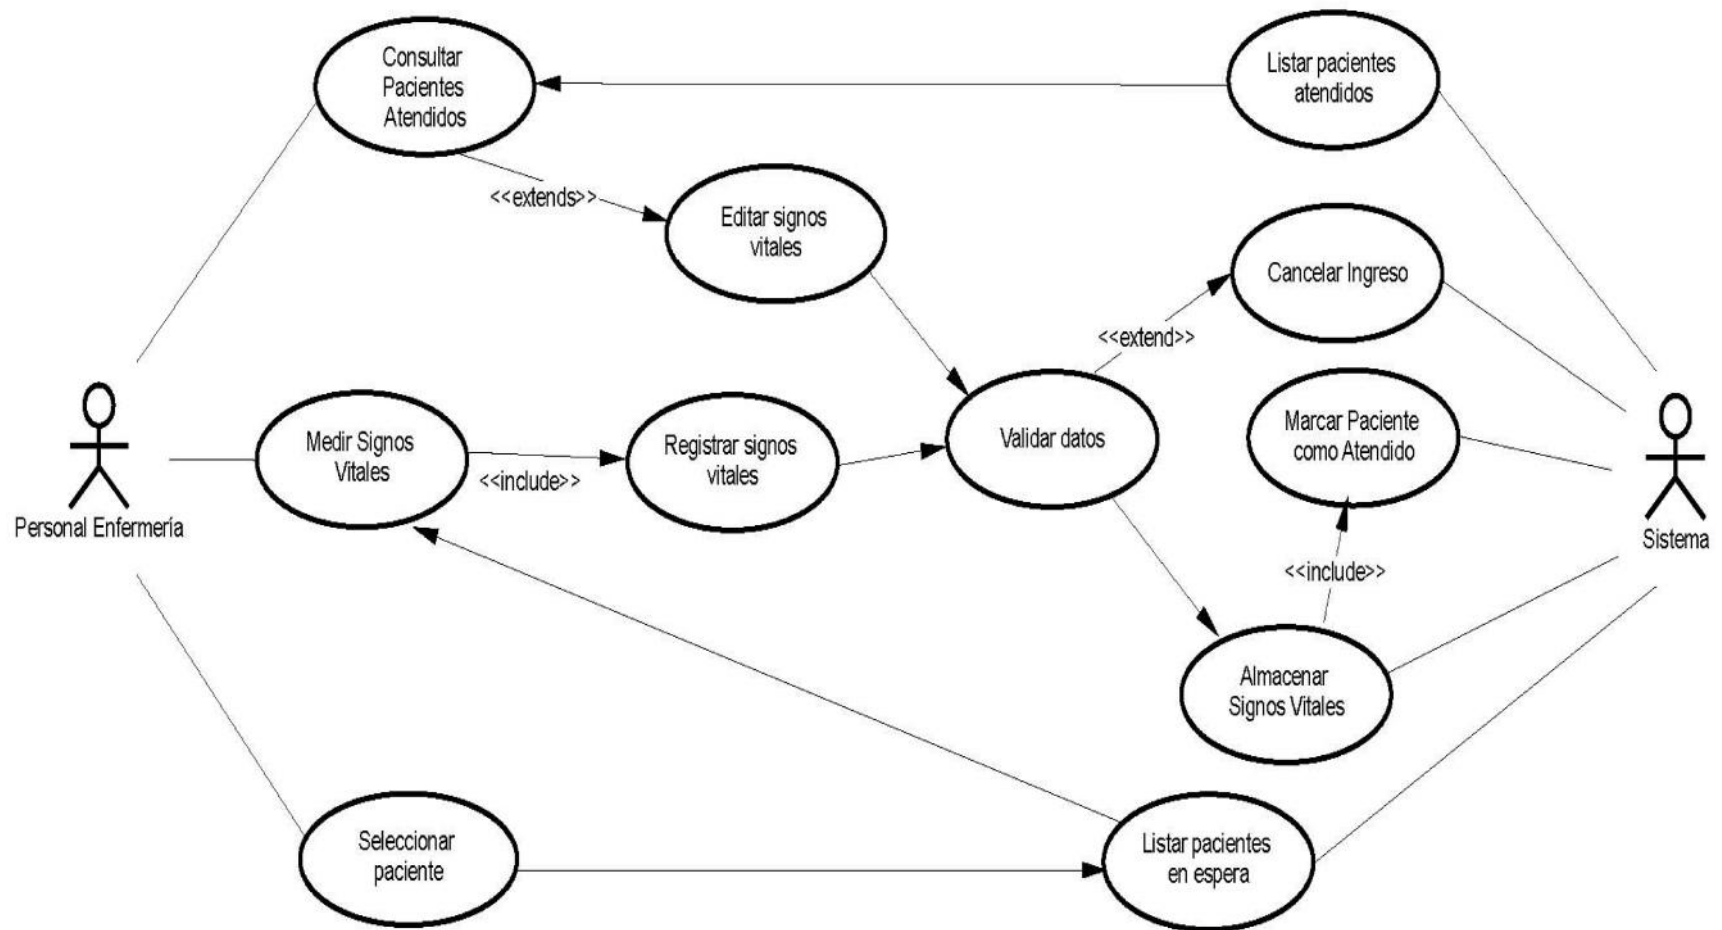 Consultar
Pacientes
Atendidos
Listar pacientes
atendidos
<<extends>>
Editar signos
vitales
Cancelar Ingreso
<<extend>>
Medir Signos
Vitales
<<include>>
Registrar signos
vitales
Validar datos
Marcar Paciente
como Atendido
Personal Enfermería
Sistema
<<include>>
Almacenar
Signos Vitales
Seleccionar
paciente
Listar pacientes
en espera